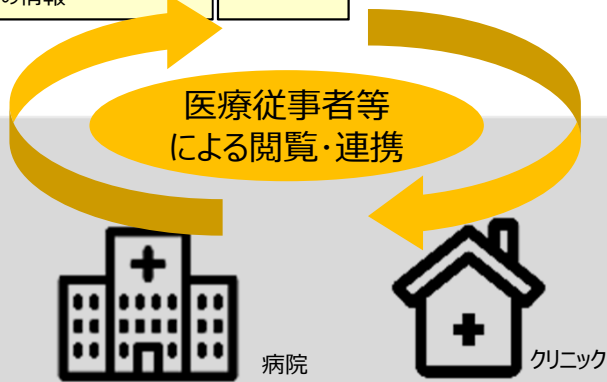 の情報
医療従事者等
による閲覧・連携
病院
クリニック